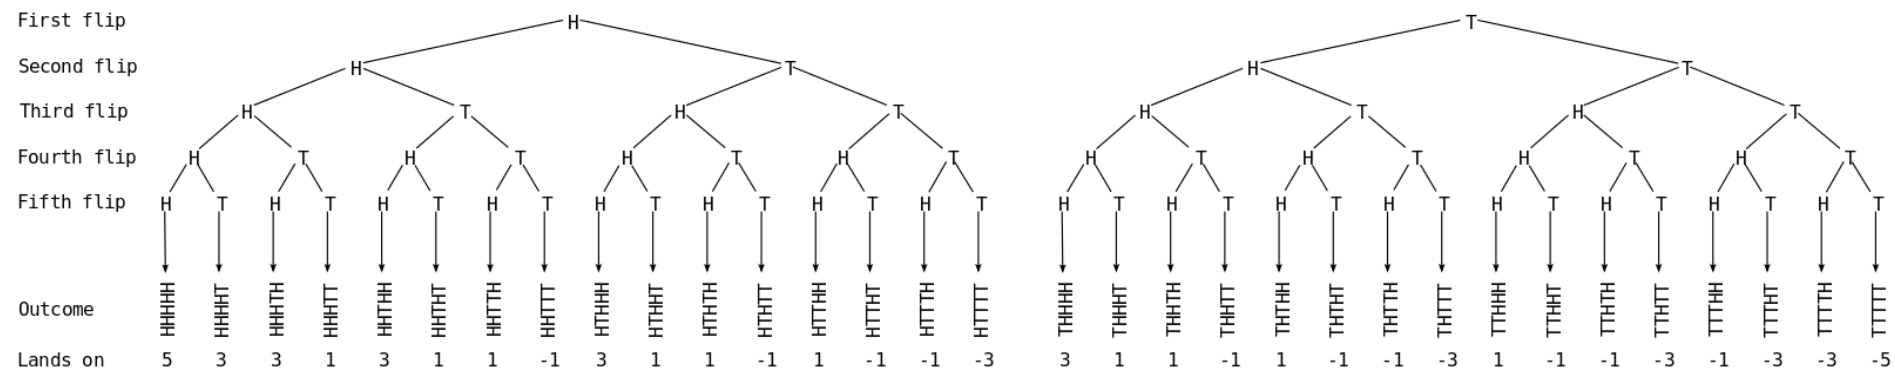 First flip H T
Second flip H T H T
Third flip H T H T H T H T
Fourth flip H T H T H T H T H T H T H T H T
Fifth flip H T H T H T H T H T H T H T H T H T H T H T H T H T H T H T H T
Outcome HHHHH HHHHT HHHTH HHHTT HHTHH HHTHT HHTTH HHTTT HTHHH HTHHT HTHTH HTHTT HTTHH HTTHT HTTTH HTTTT THHHH THHHT THHTH THHTT THTHH THTHT THTTH THTTT TTHHH TTHHT TTHTH TTHTT TTTHH TTTHT TTTTH TTTTT
Lands on 5 3 3 1 3 1 1 -1 3 1 1 -1 1 -1 -1 -3 3 1 1 -1 1 -1 -1 -3 1 -1 -1 -3 -1 -3 -3 -5